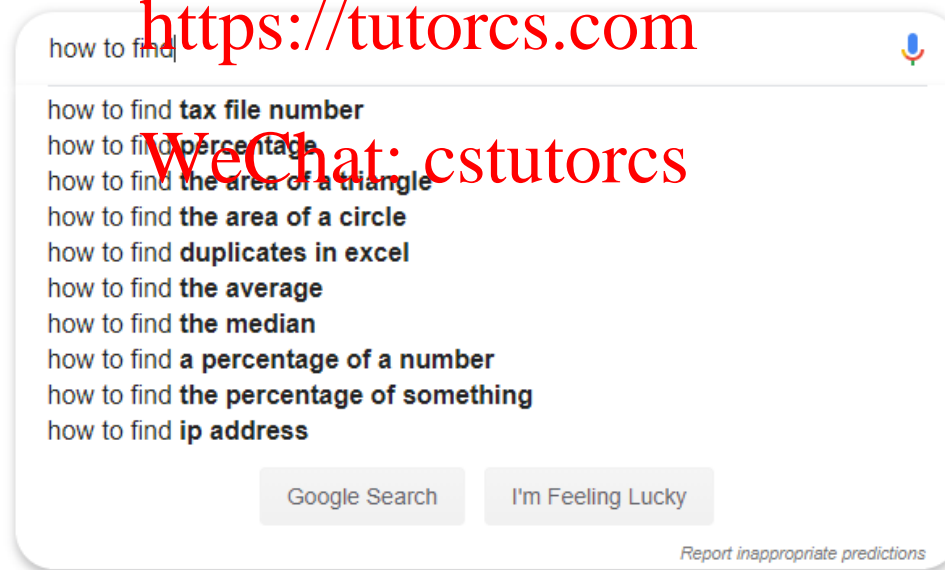 https://tutorcs.com
how to find
how to find tax file number
how to find percentage
WeChat: cstutorcs
how to find the area of a triangle
how to find the area of a circle
how to find duplicates in excel
how to find the average
how to find the median
how to find a percentage of a number
how to find the percentage of something
how to find ip address
Google Search I'm Feeling Lucky
Report inappropriate predictions